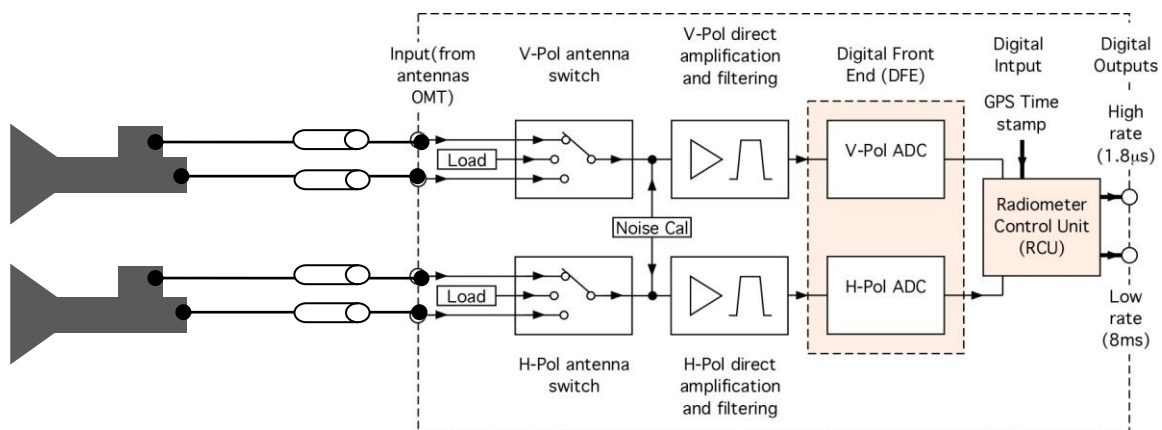 Input(from
antennas
OMT)
V-Pol antenna
switch
V-Pol direct
amplification
and filtering
Digital Front
End (DFE)
Digital
Intput
GPS Time
stamp
Digital
Outputs
High
rate
(1.8μs)
Load
V-Pol ADC
Noise Cal
Radiometer
Control Unit
(RCU)
Load
H-Pol ADC
Low
rate
(8ms)
H-Pol antenna
switch
H-Pol direct
amplification
and filtering